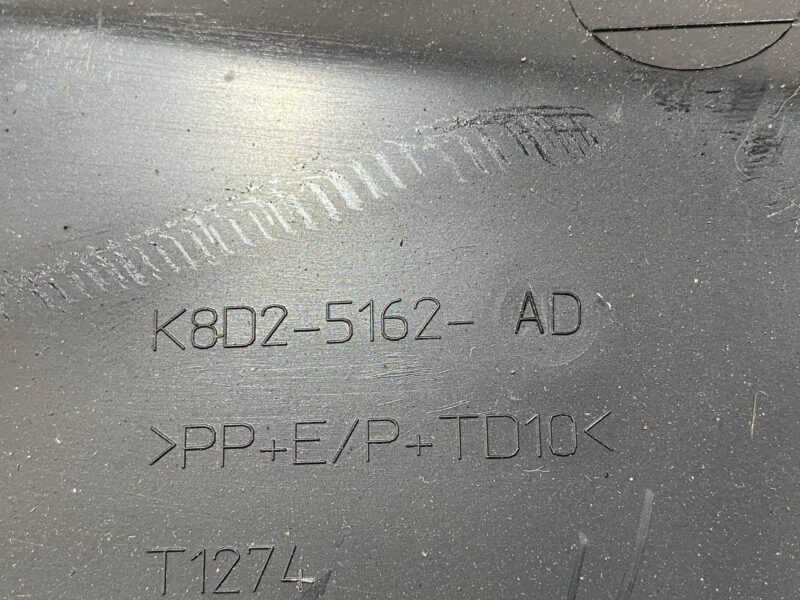 K8D2-5162- AD
>PP+E/P+TD10<
T1274